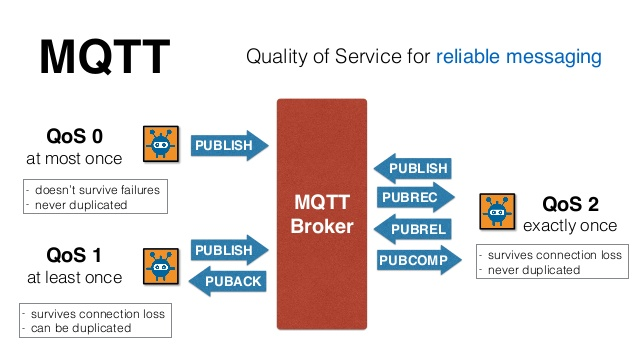 MQTT
Quality of Service for reliable messaging
QoS 0
at most once
- doesn't survive failures
- never duplicated
PUBLISH
QoS 1
at least once
- survives connection loss
- can be duplicated
PUBLISH
PUBACK
MQTT
Broker
PUBLISH
PUBREC
PUBREL
PUBCOMP
QoS 2
exactly once
- survives connection loss
- never duplicated